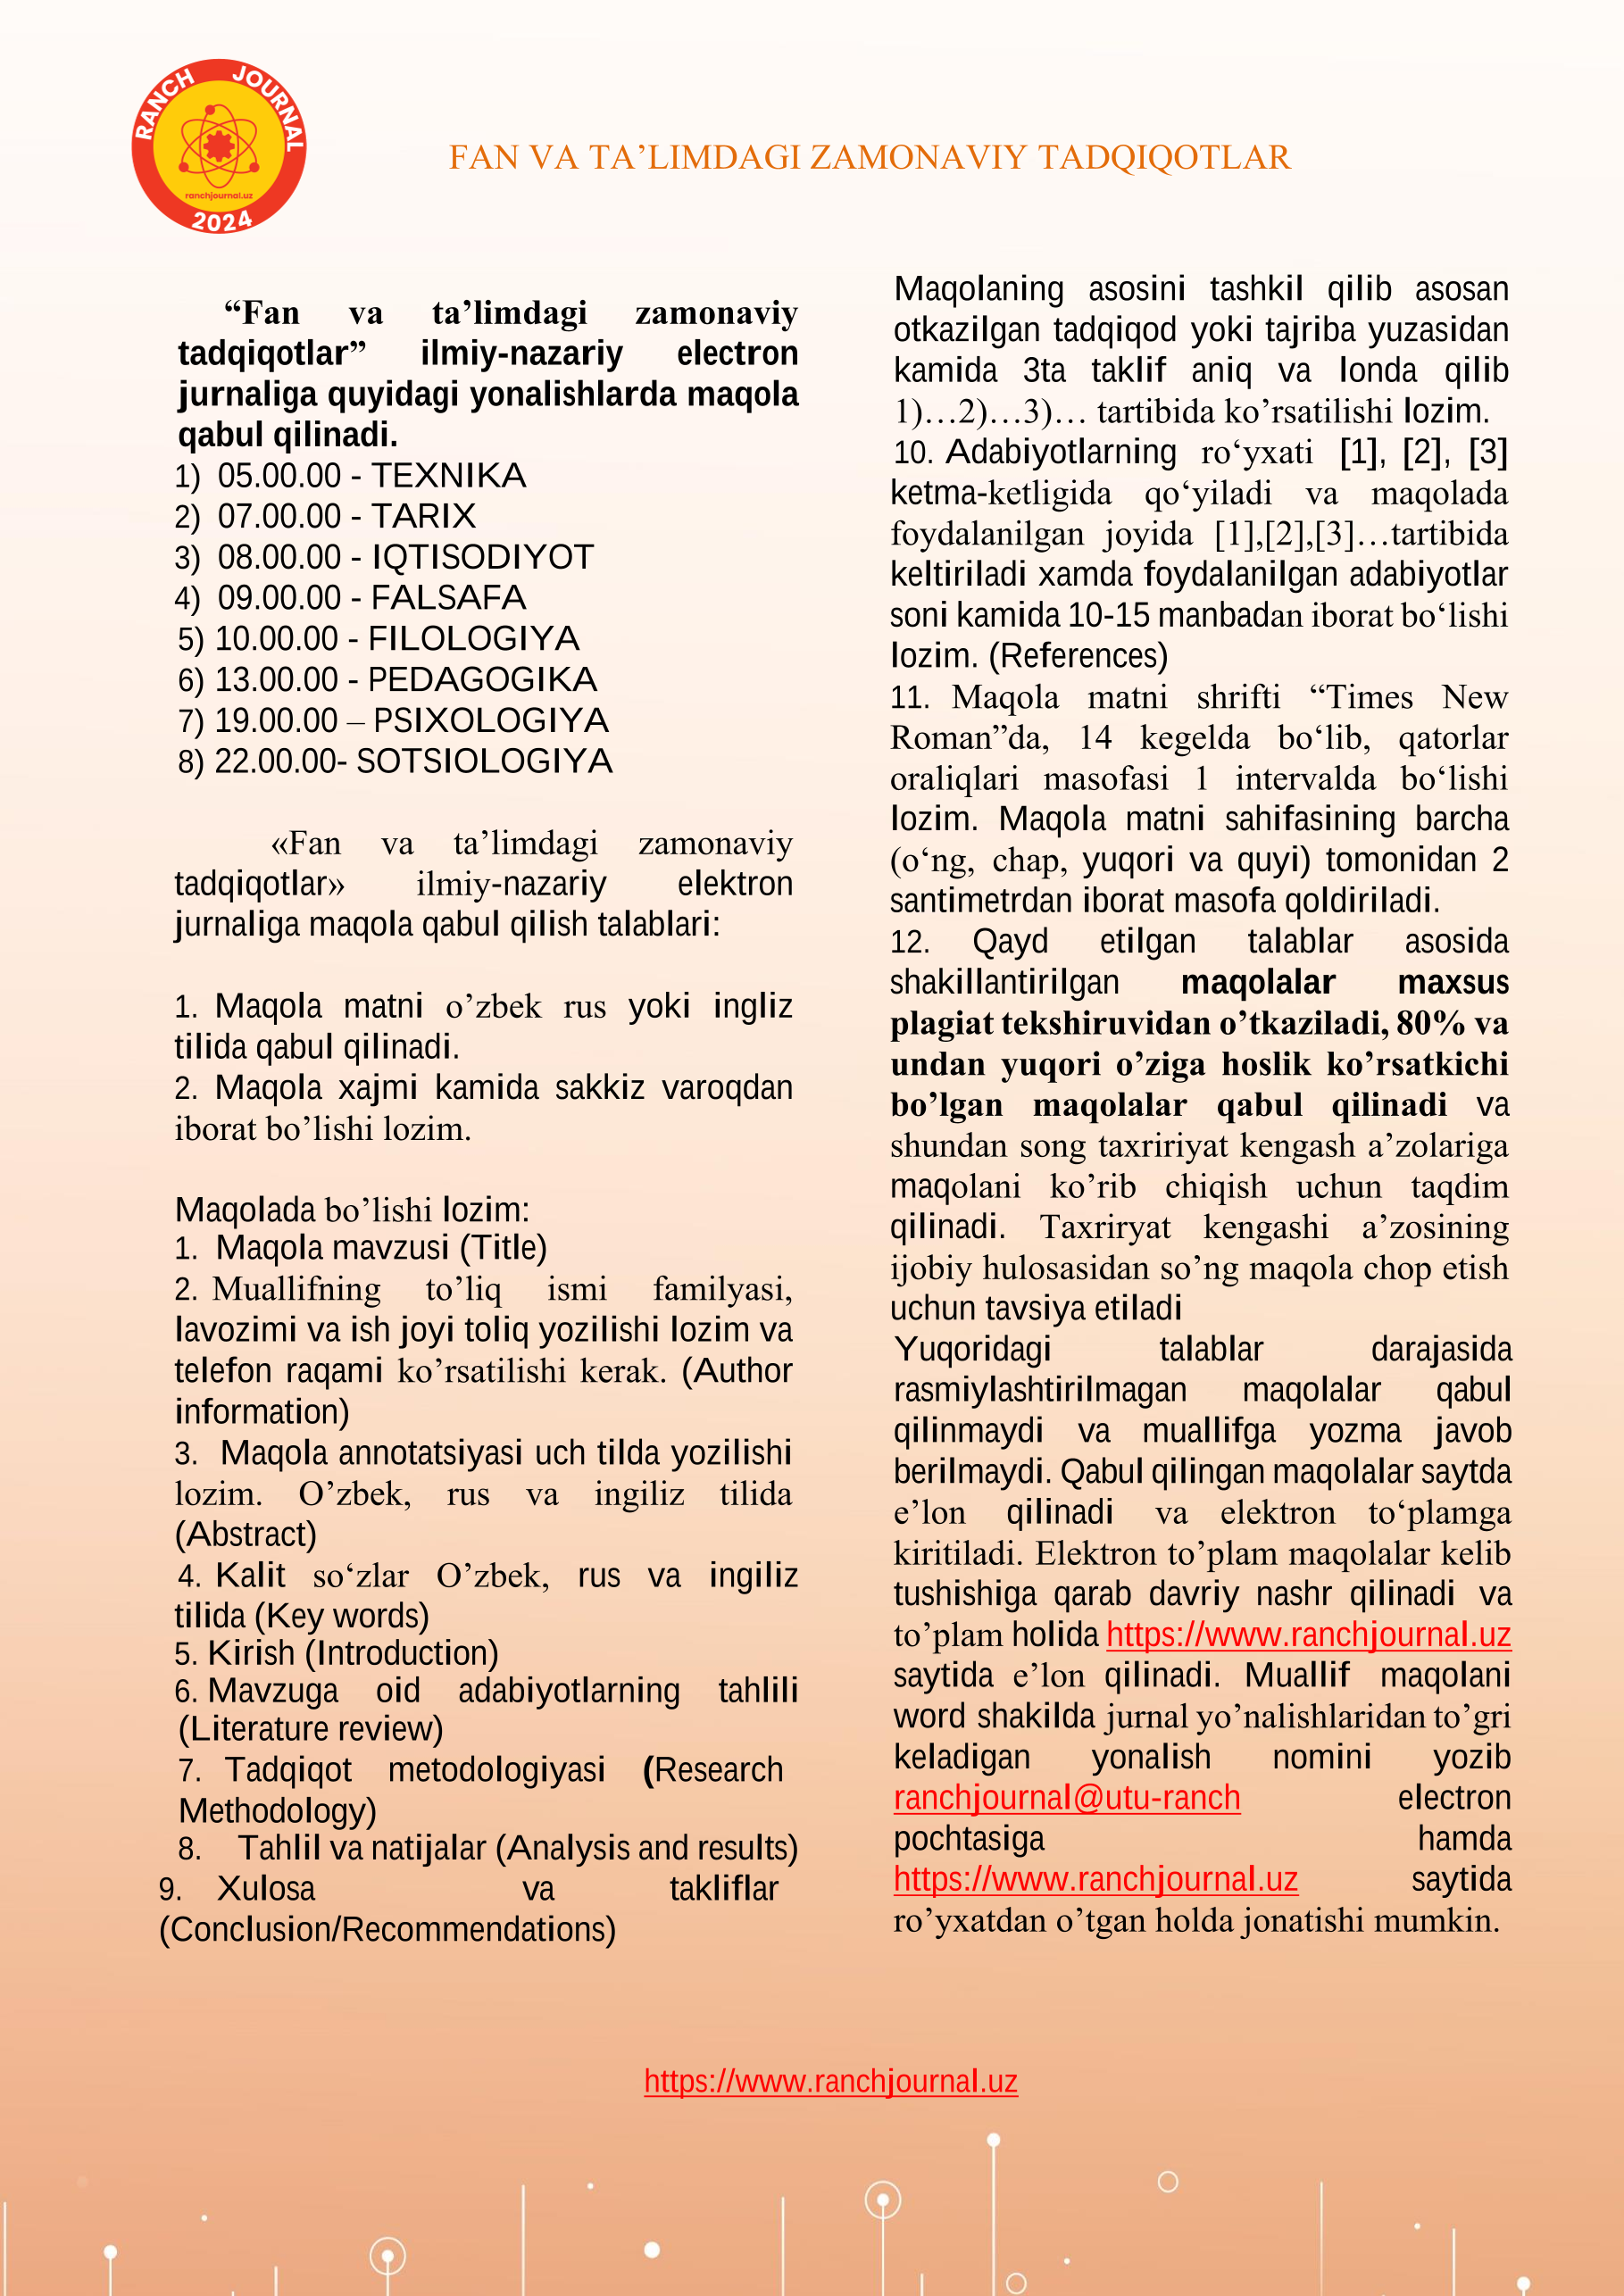 RANCH JOURNAL
ranchjournal.uz
2024
FAN VA TA’LIMDAGI ZAMONAVIY TADQIQOTLAR
“Fan va ta’limdagi zamonaviy
tadqiqotlar” ilmiy-nazariy electron
jurnaliga quyidagi yonalishlarda maqola
qabul qilinadi.
1) 05.00.00 - TEXNIKA
2) 07.00.00 - TARIX
3) 08.00.00 - IQTISODIYOT
4) 09.00.00 - FALSAFA
5) 10.00.00 - FILOLOGIYA
6) 13.00.00 - PEDAGOGIKA
7) 19.00.00 – PSIXOLOGIYA
8) 22.00.00- SOTSIOLOGIYA
«Fan va ta’limdagi zamonaviy
tadqiqotlar» ilmiy-nazariy elektron
jurnaliga maqola qabul qilish talablari:
1. Maqola matni o’zbek rus yoki ingliz
tilida qabul qilinadi.
2. Maqola xajmi kamida sakkiz varoqdan
iborat bo’lishi lozim.
Maqolada bo’lishi lozim:
1. Maqola mavzusi (Title)
2. Muallifning to’liq ismi familyasi,
lavozimi va ish joyi toliq yozilishi lozim va
telefon raqami ko’rsatilishi kerak. (Author
information)
3. Maqola annotatsiyasi uch tilda yozilishi
lozim. O’zbek, rus va ingiliz tilida
(Abstract)
4. Kalit so‘zlar O’zbek, rus va ingiliz
tilida (Key words)
5. Kirish (Introduction)
6. Mavzuga oid adabiyotlarning tahlili
(Literature review)
7. Tadqiqot metodologiyasi (Research
Methodology)
8. Tahlil va natijalar (Analysis and results)
9. Xulosa va takliflar
(Conclusion/Recommendations)
Maqolaning asosini tashkil qilib asosan
otkazilgan tadqiqod yoki tajriba yuzasidan
kamida 3ta taklif aniq va londa qilib
1)…2)…3)… tartibida ko’rsatilishi lozim.
10. Adabiyotlarning ro‘yxati [1], [2], [3]
ketma-ketligida qo‘yiladi va maqolada
foydalanilgan joyida [1],[2],[3]…tartibida
keltiriladi xamda foydalanilgan adabiyotlar
soni kamida 10-15 manbadan iborat bo‘lishi
lozim. (References)
11. Maqola matni shrifti “Times New
Roman”da, 14 kegelda bo‘lib, qatorlar
oraliqlari masofasi 1 intervalda bo‘lishi
lozim. Maqola matni sahifasining barcha
(o‘ng, chap, yuqori va quyi) tomonidan 2
santimetrdan iborat masofa qoldiriladi.
12. Qayd etilgan talablar asosida
shakillantirilgan maqolalar maxsus
plagiat tekshiruvidan o’tkaziladi, 80% va
undan yuqori o’ziga hoslik ko’rsatkichi
bo’lgan maqolalar qabul qilinadi va
shundan song taxririyat kengash a’zolariga
maqolani ko’rib chiqish uchun taqdim
qilinadi. Taxriryat kengashi a’zosining
ijobiy hulosasidan so’ng maqola chop etish
uchun tavsiya etiladi
Yuqoridagi talablar darajasida
rasmiylashtirilmagan maqolalar qabul
qilinmaydi va muallifga yozma javob
berilmaydi. Qabul qilingan maqolalar saytda
e’lon qilinadi va elektron to‘plamga
kiritiladi. Elektron to’plam maqolalar kelib
tushishiga qarab davriy nashr qilinadi va
to’plam holida https://www.ranchjournal.uz
saytida e’lon qilinadi. Muallif maqolani
word shakilda jurnal yo’nalishlaridan to’gri
keladigan yonalish nomini yozib
ranchjournal@utu-ranch electron
pochtasiga hamda
https://www.ranchjournal.uz saytida
ro’yxatdan o’tgan holda jonatishi mumkin.
https://www.ranchjournal.uz